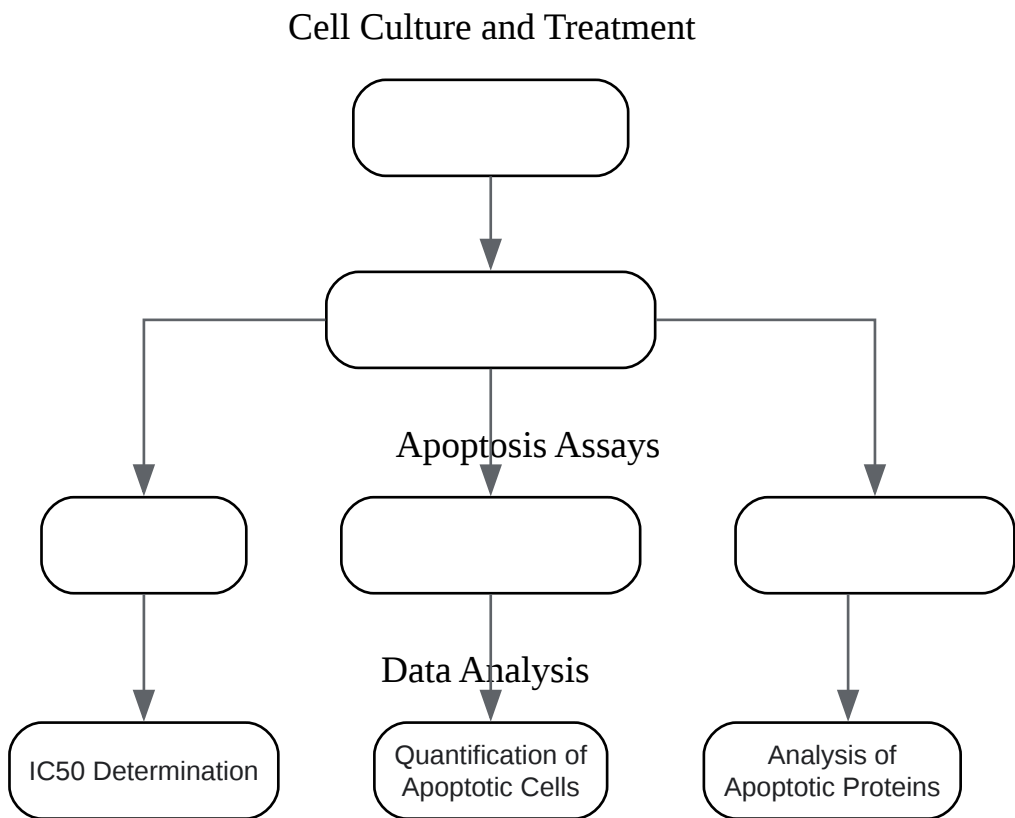 Cell Culture and Treatment
Apoptosis Assays
Data Analysis
IC50 Determination
Quantification of
Apoptotic Cells
Analysis of
Apoptotic Proteins